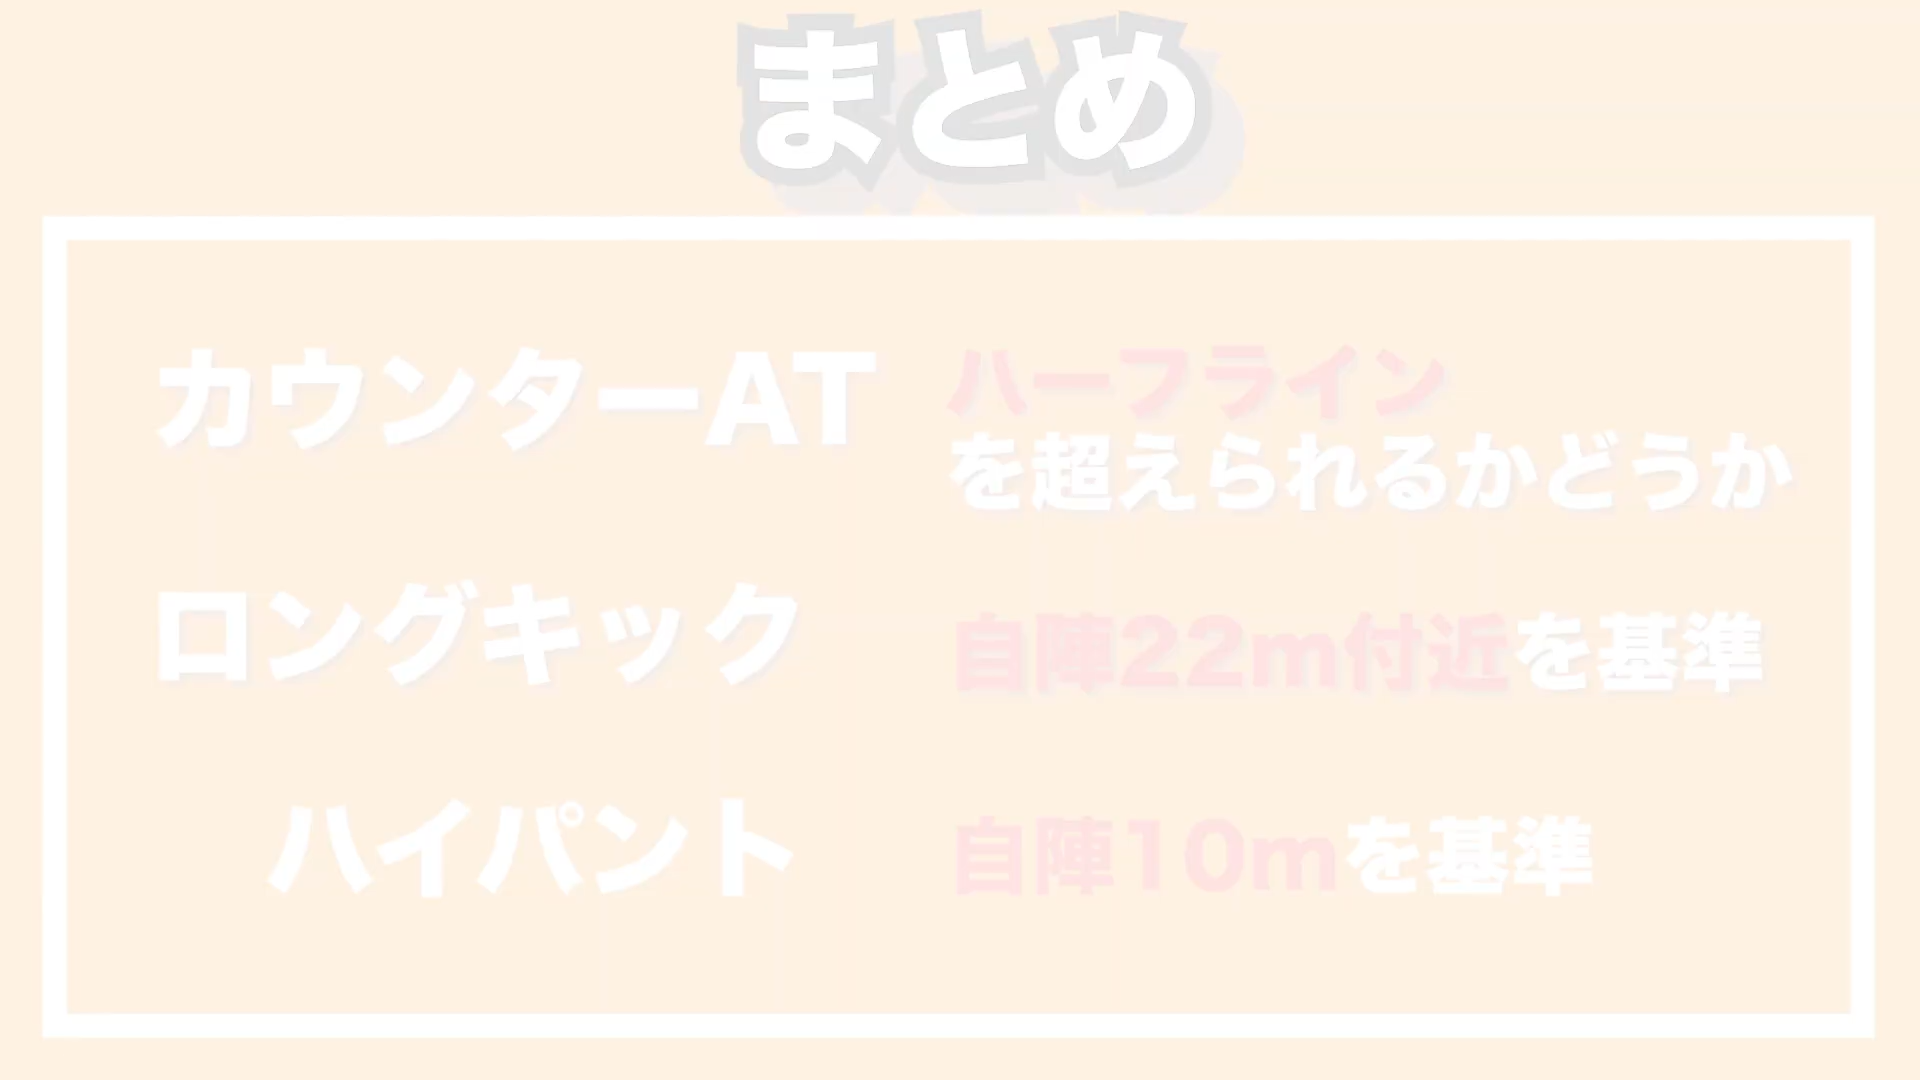 まとめ
カウンターAT
ハーフライン
を超えられるかどうか
ロングキック
自陣22m付近を基準
ハイパント
自陣10mを基準